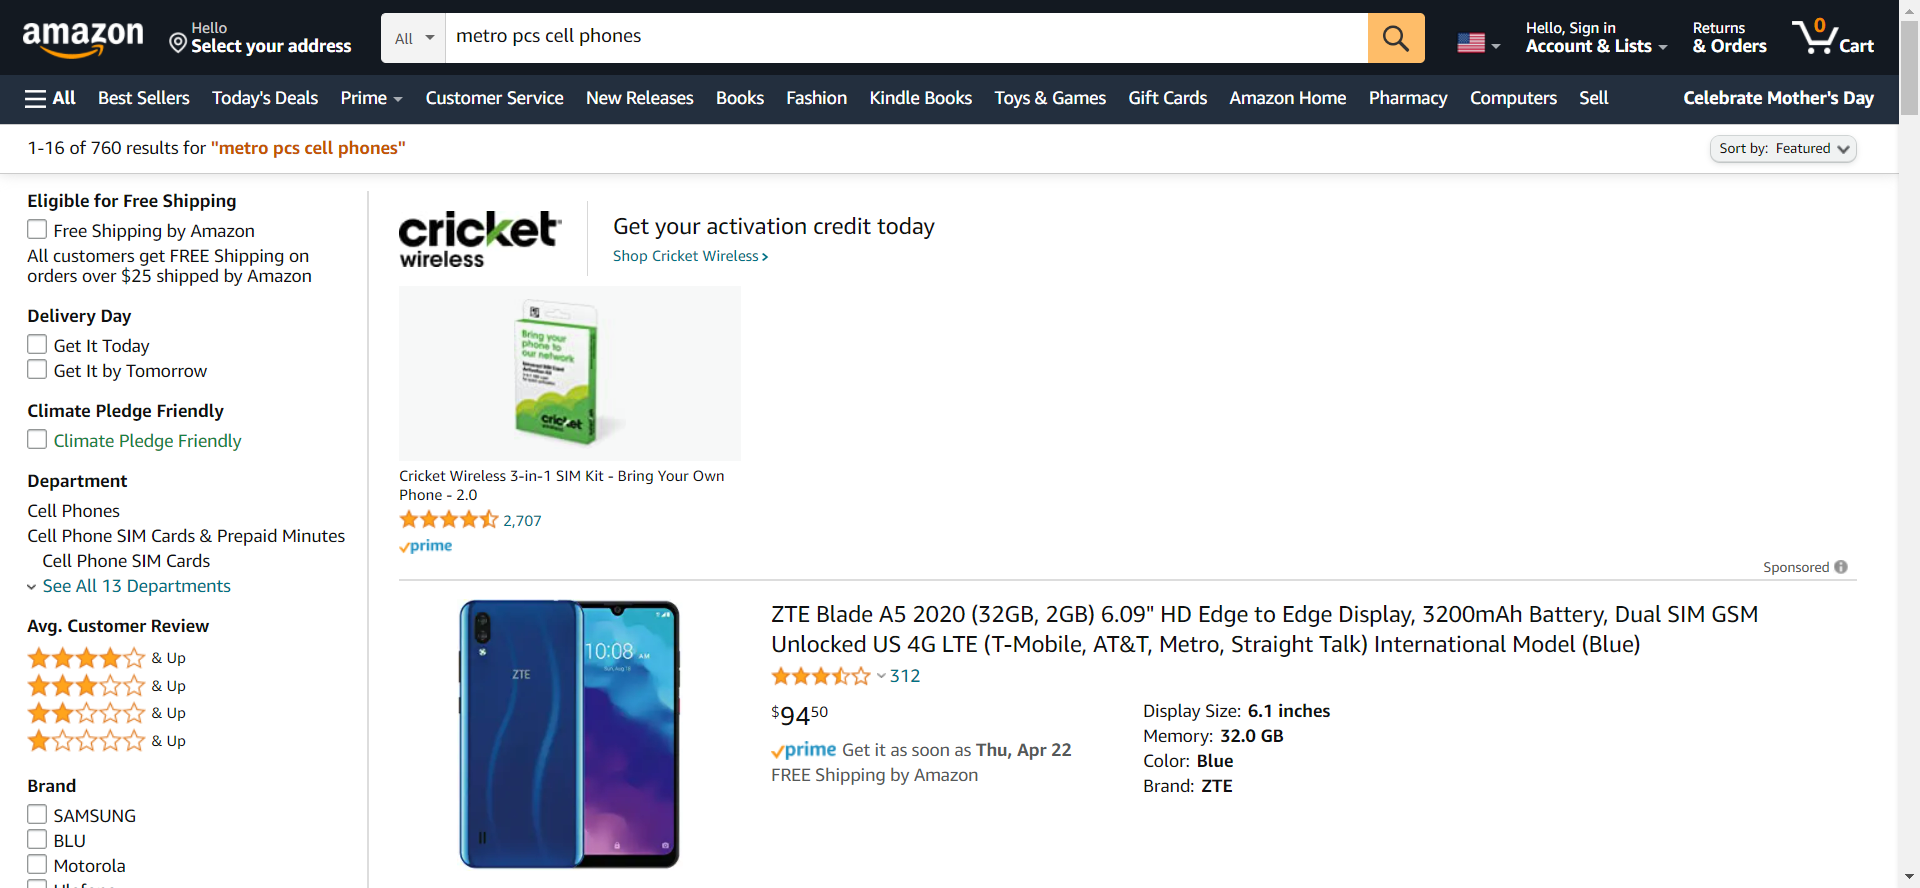 amazon
Hello
Select your address
All
metro pcs cell phones
Hello, Sign in
Account & Lists
Returns
& Orders
0
Cart
All
Best Sellers
Today's Deals
Prime
Customer Service
New Releases
Books
Fashion
Kindle Books
Toys & Games
Gift Cards
Amazon Home
Pharmacy
Computers
Sell
Celebrate Mother's Day
1-16 of 760 results for "metro pcs cell phones"
Sort by: Featured
Eligible for Free Shipping
Free Shipping by Amazon
All customers get FREE Shipping on
orders over $25 shipped by Amazon
Delivery Day
Get It Today
Get It by Tomorrow
Climate Pledge Friendly
Climate Pledge Friendly
Department
Cell Phones
Cell Phone SIM Cards & Prepaid Minutes
Cell Phone SIM Cards
See All 13 Departments
Avg. Customer Review
& Up
& Up
& Up
& Up
Brand
SAMSUNG
BLU
Motorola
cricket
wireless
Get your activation credit today
Shop Cricket Wireless ›
Bring your
phone to
our network
cricket
Cricket Wireless 3-in-1 SIM Kit - Bring Your Own
Phone - 2.0
2,707
prime
Sponsored
ZTE
10:08 AM
ZTE Blade A5 2020 (32GB, 2GB) 6.09" HD Edge to Edge Display, 3200mAh Battery, Dual SIM GSM
Unlocked US 4G LTE (T-Mobile, AT&T, Metro, Straight Talk) International Model (Blue)
312
$94.50
prime Get it as soon as Thu, Apr 22
FREE Shipping by Amazon
Display Size: 6.1 inches
Memory: 32.0 GB
Color: Blue
Brand: ZTE